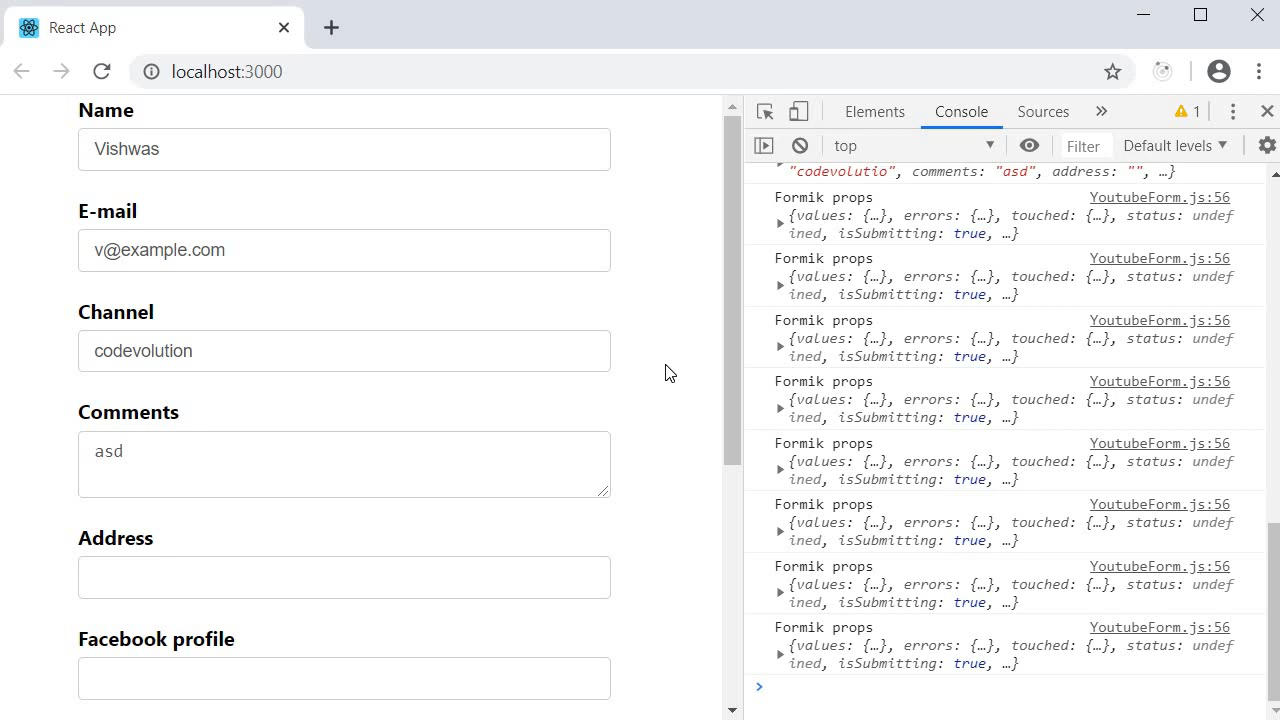 React App
localhost:3000
Name
Vishwas
E-mail
v@example.com
Channel
codevolution
Comments
asd
Address
Facebook profile
Elements Console Sources » 1
top Filter Default levels
"codevolutio", comments: "asd", address: "", …}
Formik props YoutubeForm.js:56
{values: {…}, errors: {…}, touched: {…}, status: undef
ined, isSubmitting: true, …}
Formik props YoutubeForm.js:56
{values: {…}, errors: {…}, touched: {…}, status: undef
ined, isSubmitting: true, …}
Formik props YoutubeForm.js:56
{values: {…}, errors: {…}, touched: {…}, status: undef
ined, isSubmitting: true, …}
Formik props YoutubeForm.js:56
{values: {…}, errors: {…}, touched: {…}, status: undef
ined, isSubmitting: true, …}
Formik props YoutubeForm.js:56
{values: {…}, errors: {…}, touched: {…}, status: undef
ined, isSubmitting: true, …}
Formik props YoutubeForm.js:56
{values: {…}, errors: {…}, touched: {…}, status: undef
ined, isSubmitting: true, …}
Formik props YoutubeForm.js:56
{values: {…}, errors: {…}, touched: {…}, status: undef
ined, isSubmitting: true, …}
Formik props YoutubeForm.js:56
{values: {…}, errors: {…}, touched: {…}, status: undef
ined, isSubmitting: true, …}